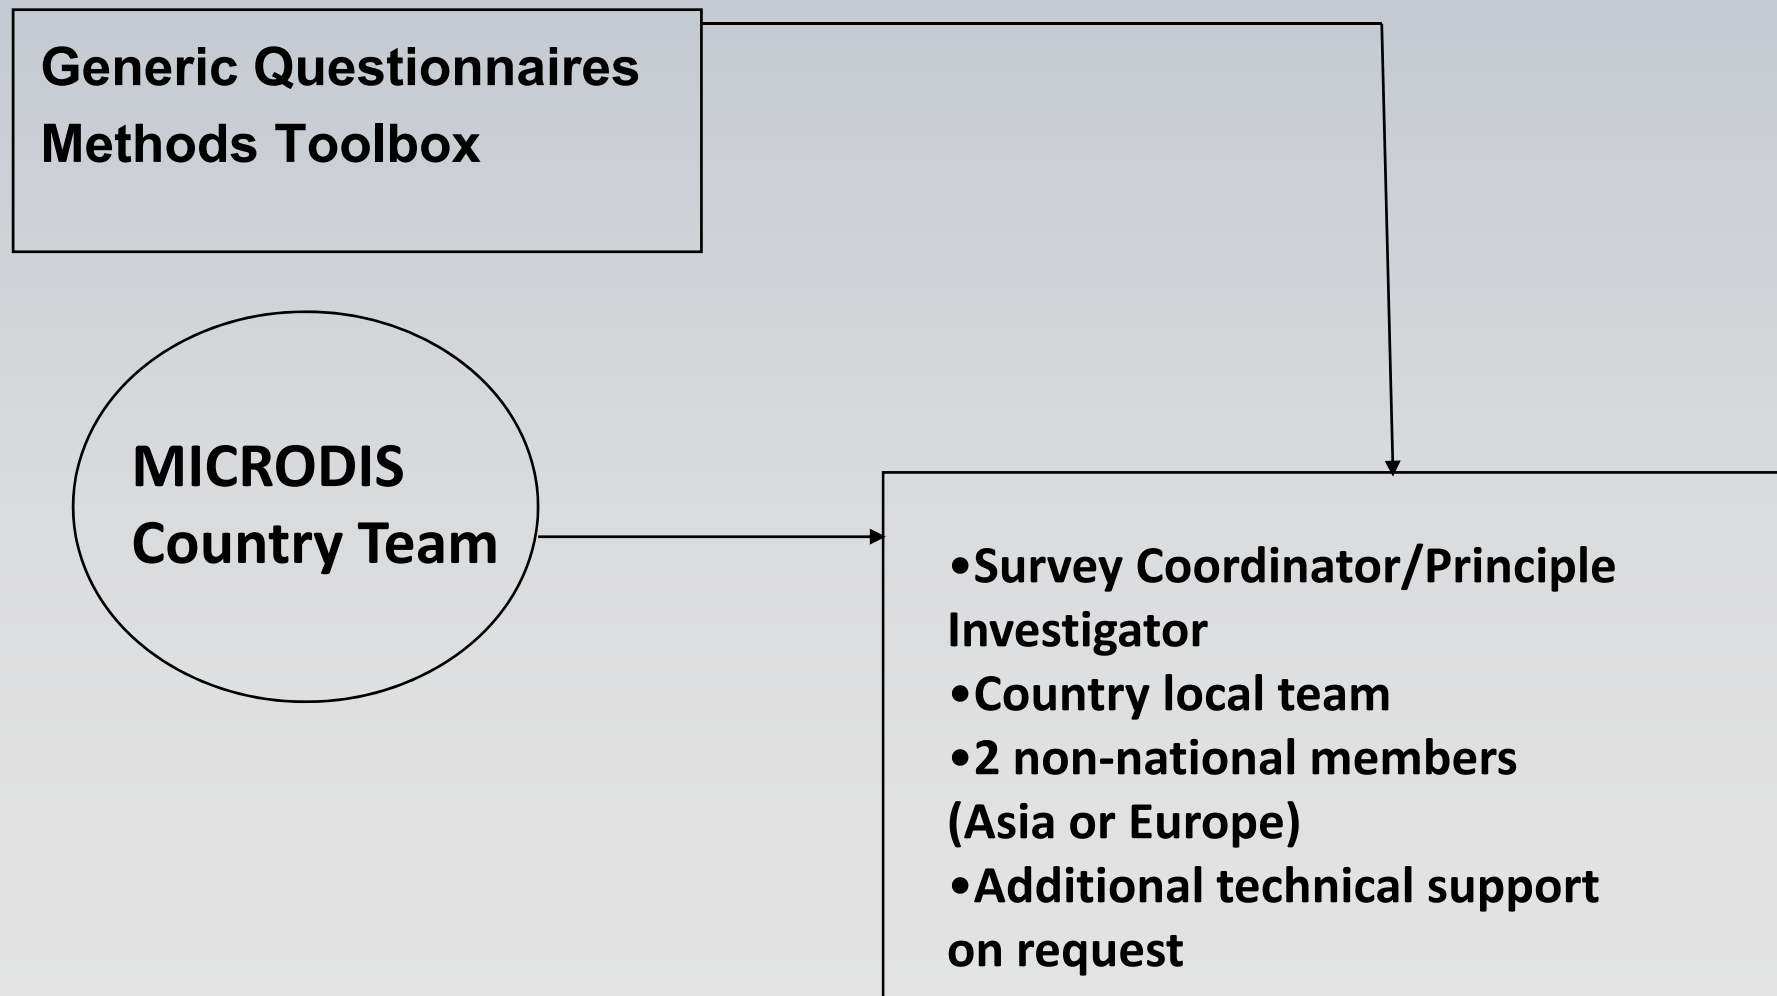 Generic Questionnaires
Methods Toolbox
MICRODIS
Country Team
•Survey Coordinator/Principle
Investigator
•Country local team
•2 non-national members
(Asia or Europe)
•Additional technical support
on request